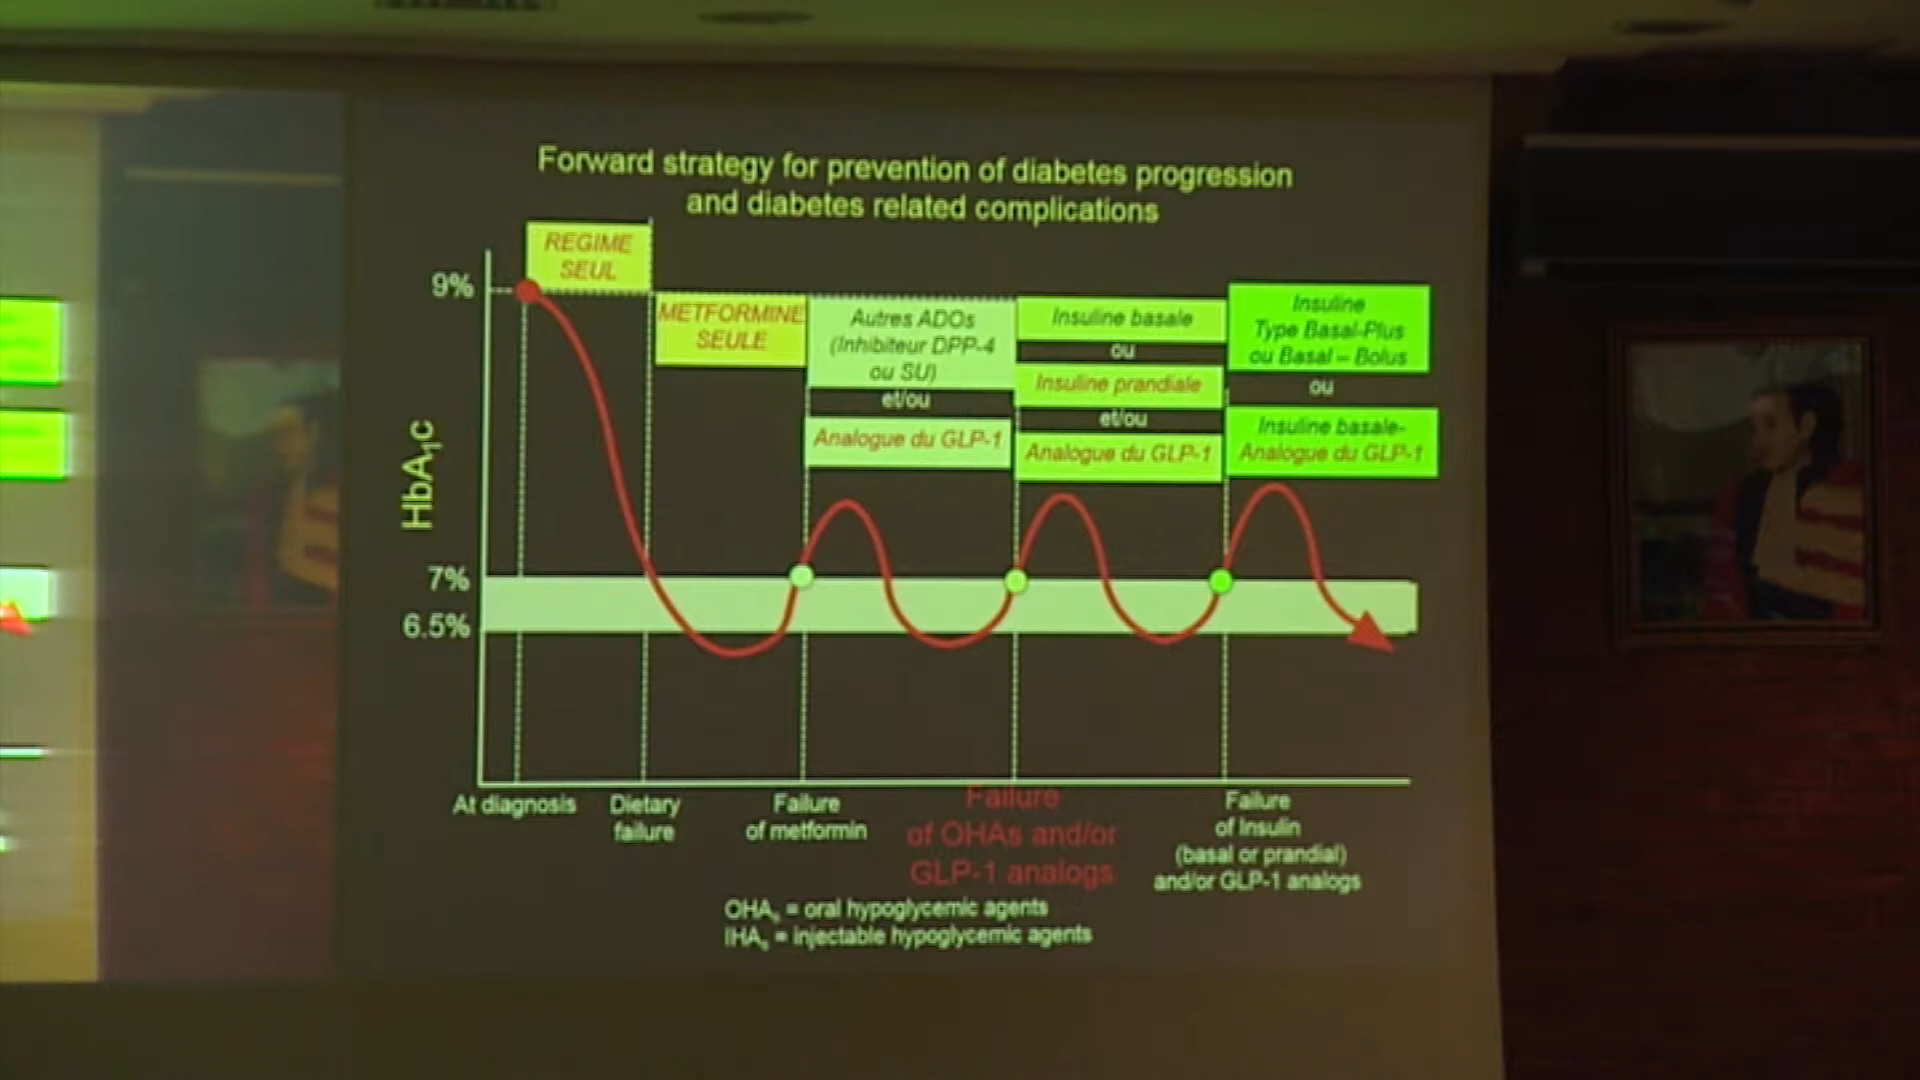 Forward strategy for prevention of diabetes progression
and diabetes related complications
REGIME
SEUL
9%
METFORMINE
SEULE
Autres ADOs
(Inhibiteur DPP-4
ou SU)
et/ou
Analogue du GLP-1
Insuline basale
ou
Insuline prandiale
et/ou
Analogue du GLP-1
Insuline
Type Basal-Plus
ou Basal – Bolus
ou
Insuline basale-
Analogue du GLP-1
HbA1c
7%
6.5%
At diagnosis
Dietary
failure
Failure
of metformin
Failure
of OHAs and/or
GLP-1 analogs
Failure
of Insulin
(basal or prandial)
and/or GLP-1 analogs
OHAs = oral hypoglycemic agents
IHAs = injectable hypoglycemic agents